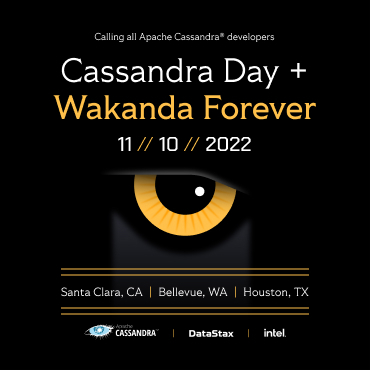 Calling all Apache Cassandra® developers
Cassandra Day +
Wakanda Forever
11 // 10 // 2022
Santa Clara, CA | Bellevue, WA | Houston, TX
APACHE
CASSANDRA | DataStax | intel.